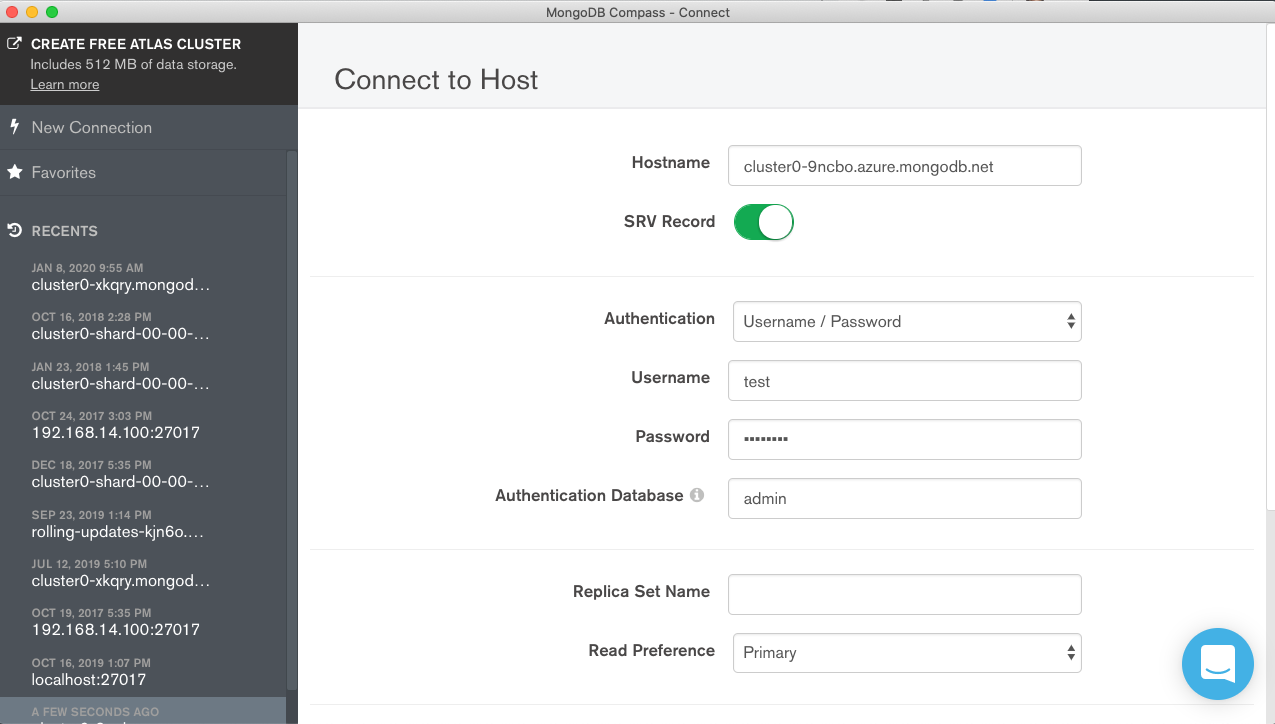 MongoDB Compass - Connect
CREATE FREE ATLAS CLUSTER
Includes 512 MB of data storage.
Learn more
New Connection
Favorites
RECENTS
JAN 8, 2020 9:55 AM
cluster0-xkqry.mongod...
OCT 16, 2018 2:28 PM
cluster0-shard-00-00-...
JAN 23, 2018 1:45 PM
cluster0-shard-00-00-...
OCT 24, 2017 3:03 PM
192.168.14.100:27017
DEC 18, 2017 5:35 PM
cluster0-shard-00-00-...
SEP 23, 2019 1:14 PM
rolling-updates-kjn6o....
JUL 12, 2019 5:10 PM
cluster0-xkqry.mongod...
OCT 19, 2017 5:35 PM
192.168.14.100:27017
OCT 16, 2019 1:07 PM
localhost:27017
A FEW SECONDS AGO
Connect to Host
Hostname cluster0-9ncbo.azure.mongodb.net
SRV Record
Authentication Username / Password
Username test
Password ••••••••
Authentication Database admin
Replica Set Name
Read Preference Primary